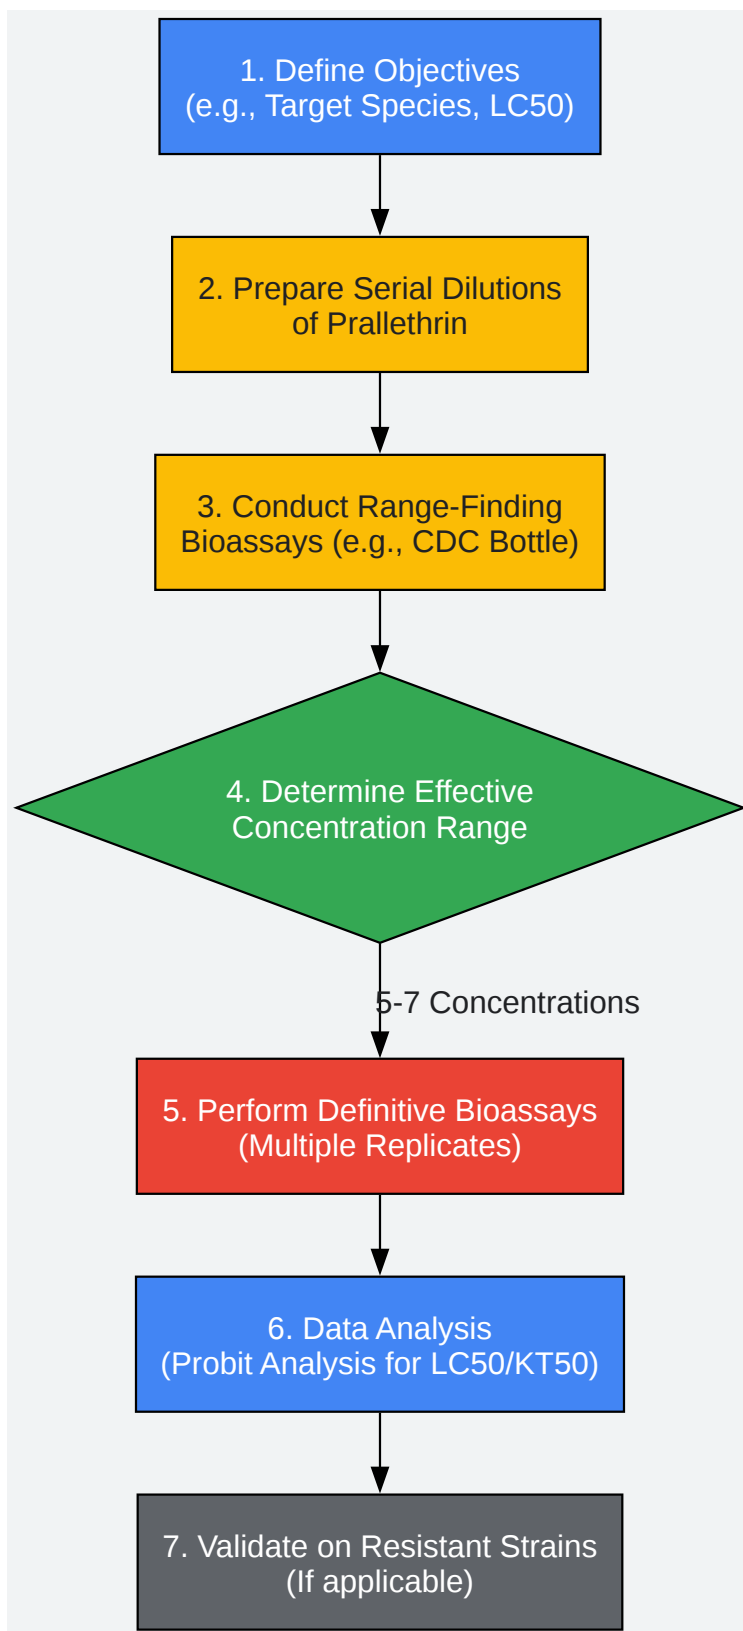 1. Define Objectives
(e.g., Target Species, LC50)
2. Prepare Serial Dilutions
of Prallethrin
3. Conduct Range-Finding
Bioassays (e.g., CDC Bottle)
4. Determine Effective
Concentration Range
5-7 Concentrations
5. Perform Definitive Bioassays
(Multiple Replicates)
6. Data Analysis
(Probit Analysis for LC50/KT50)
7. Validate on Resistant Strains
(If applicable)